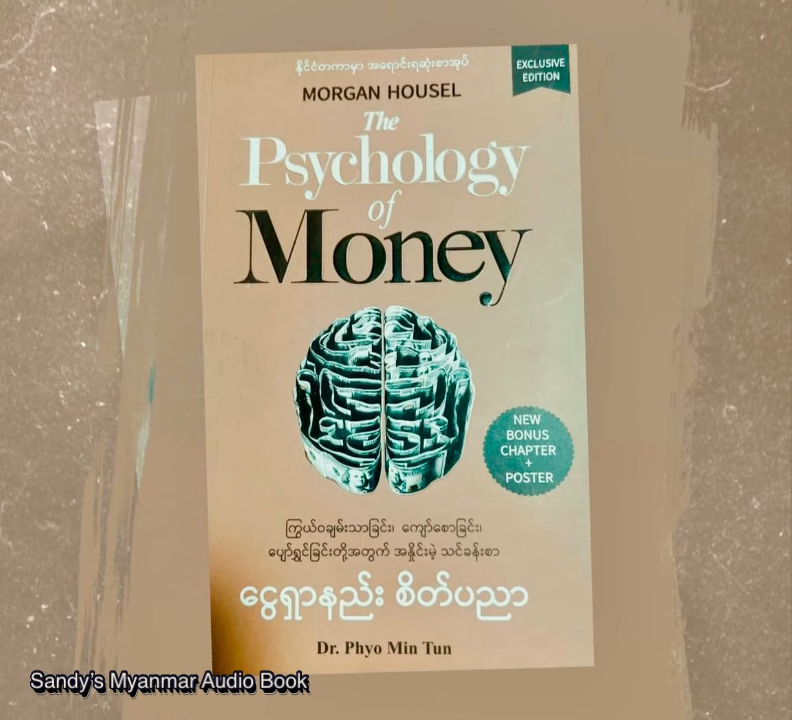 နိုင်ငံတကာမှာ အရောင်းရဆုံးစာအုပ်
EXCLUSIVE
EDITION
MORGAN HOUSEL
The
Psychology
of
Money
NEW
BONUS
CHAPTER
+
POSTER
ကြွယ်ဝချမ်းသာခြင်း၊ ကျော်စောခြင်း၊
ပျော်ရွှင်ခြင်းတို့အတွက် အနှိုင်းမဲ့ သင်ခန်းစာ
ငွေရှာနည်း စိတ်ပညာ
Dr. Phyo Min Tun
Sandy's Myanmar Audio Book